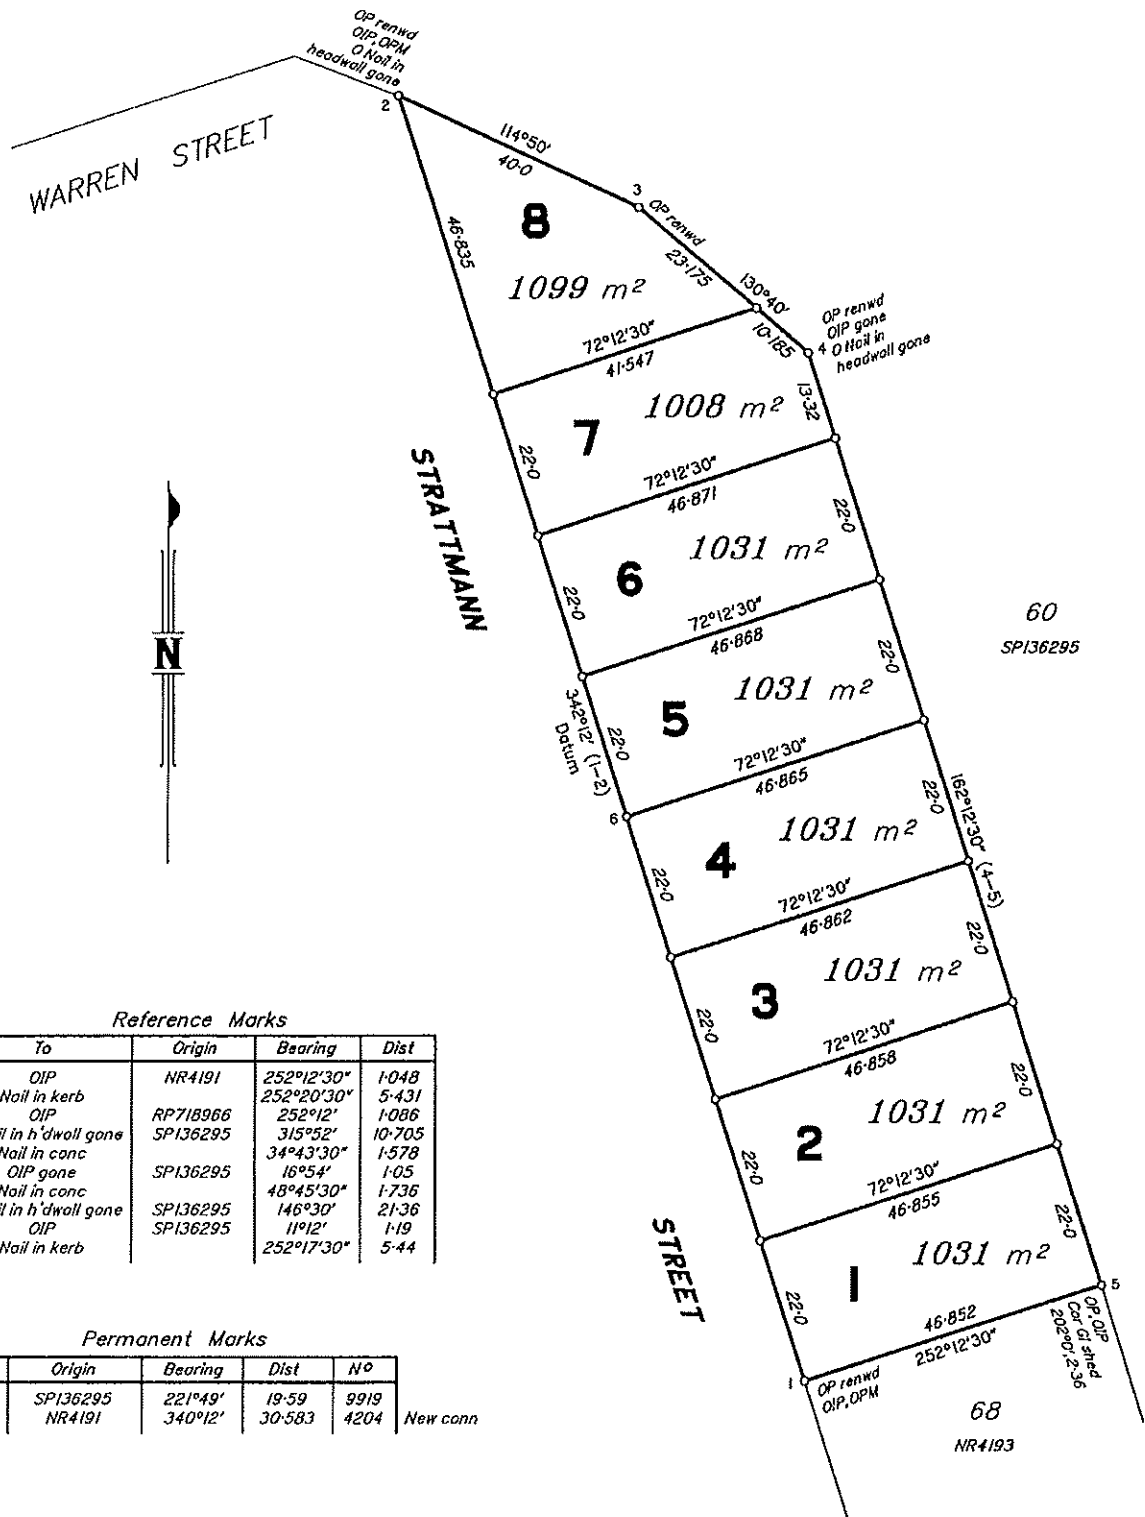 OP renwd
OIP, OPM
O Nail in
headwall gone
2
WARREN STREET
114°50'
40·0
3
OP renwd
23·175
130°40'
10·185
OP renwd
OIP gone
4 O Nail in
headwall gone
13·32
46·835
8
1099 m²
72°12'30"
41·547
7
1008 m²
22·0
72°12'30"
46·871
STRATTMANN
22·0
6
1031 m²
22·0
72°12'30"
46·868
60
SP136295
N
342°12' (1-2)
Datum
22·0
5
1031 m²
22·0
72°12'30"
46·865
6
162°12'30" (4-5)
22·0
4
1031 m²
22·0
72°12'30"
46·862
3
1031 m²
22·0
22·0
72°12'30"
46·858
2
1031 m²
22·0
22·0
72°12'30"
46·855
STREET
1
1031 m²
22·0
22·0
46·852
252°12'30"
5
OP, OIP
Cor GI shed
202°0', 2·36
1
OP renwd
OIP, OPM
68
NR4193
Reference Marks
To Origin Bearing Dist
OIP NR4191 252°12'30" 1·048
Nail in kerb 252°20'30" 5·431
OIP RP718966 252°12' 1·086
il in h'dwall gone SP136295 315°52' 10·705
Nail in conc 34°43'30" 1·578
OIP gone SP136295 16°54' 1·05
Nail in conc 48°45'30" 1·736
il in h'dwall gone SP136295 146°30' 21·36
OIP SP136295 11°12' 1·19
Nail in kerb 252°17'30" 5·44
Permanent Marks
Origin Bearing Dist Nº
SP136295 221°49' 19·59 9919
NR4191 340°12' 30·583 4204 New conn